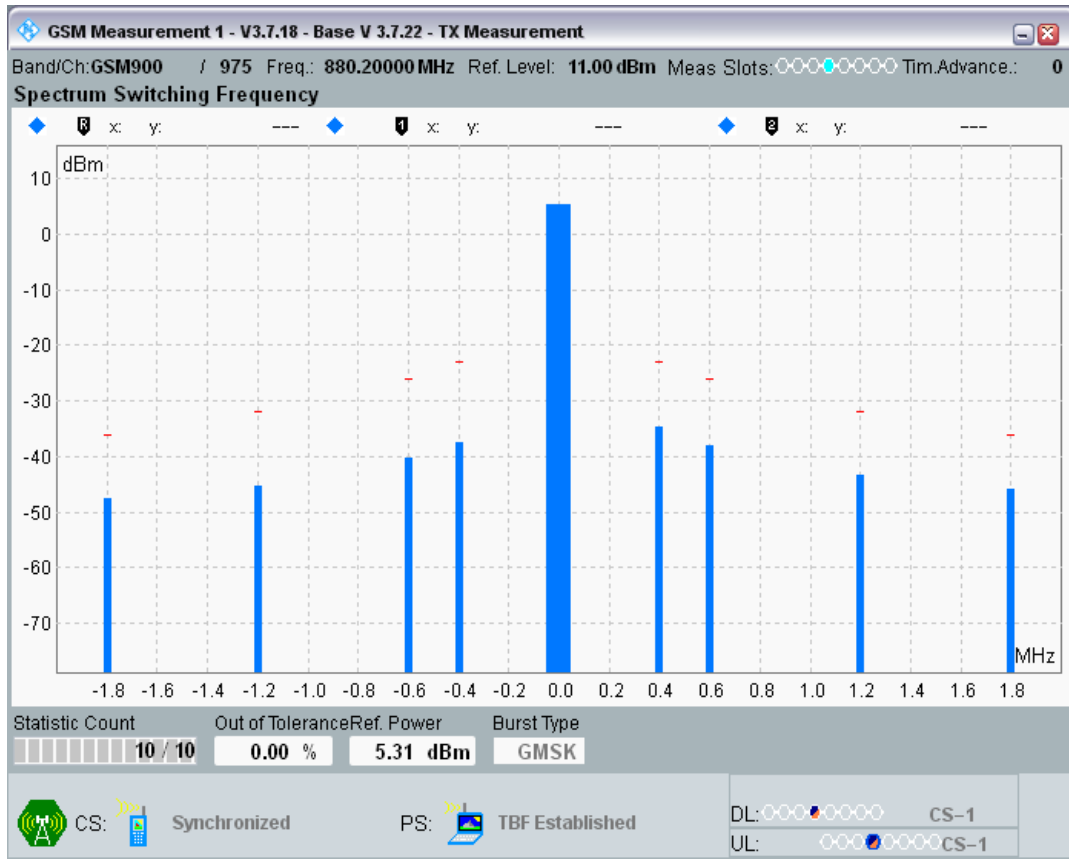 GSM Measurement 1 - V3.7.18 - Base V 3.7.22 - TX Measurement
Band/Ch:GSM900 / 975 Freq.: 880.20000 MHz Ref. Level: 11.00 dBm Meas Slots: Tim.Advance.: 0
Spectrum Switching Frequency
R x: y: --- 1 x: y: --- 2 x: y: ---
dBm
10
0
-10
-20
-30
-40
-50
-60
-70
MHz
-1.8 -1.6 -1.4 -1.2 -1.0 -0.8 -0.6 -0.4 -0.2 0.0 0.2 0.4 0.6 0.8 1.0 1.2 1.4 1.6 1.8
Statistic Count Out of Tolerance Ref. Power Burst Type
10 / 10 0.00 % 5.31 dBm GMSK
CS: Synchronized PS: TBF Established DL: CS-1
UL: CS-1